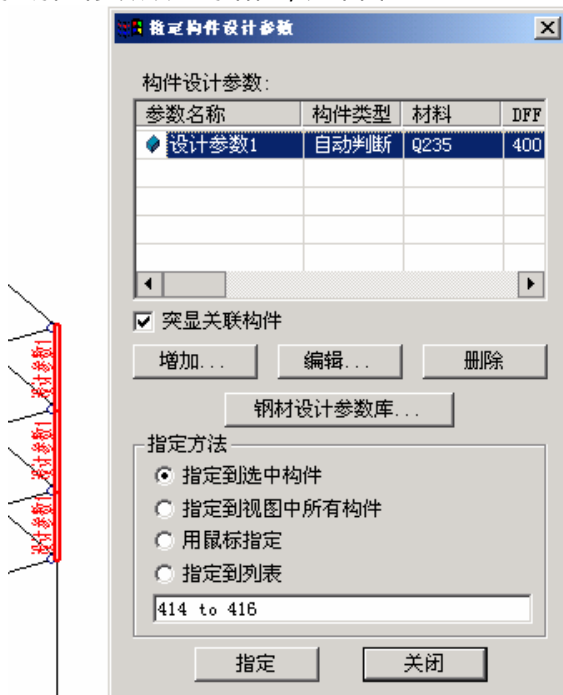 指定构件设计参数
构件设计参数:
参数名称 构件类型 材料 DFF
设计参数1 自动判断 Q235 400
突显关联构件
增加... 编辑... 删除
钢材设计参数库...
指定方法
指定到选中构件
指定到视图中所有构件
用鼠标指定
指定到列表
414 to 416
指定 关闭
设计参数1
设计参数1
设计参数1